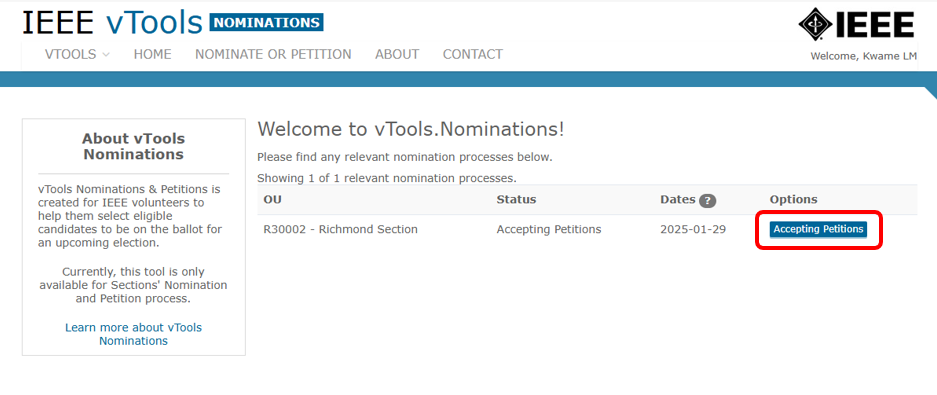 IEEE vTools NOMINATIONS
IEEE
VTOOLS HOME NOMINATE OR PETITION ABOUT CONTACT
Welcome, Kwame LM
About vTools
Nominations
vTools Nominations & Petitions is
created for IEEE volunteers to
help them select eligible
candidates to be on the ballot for
an upcoming election.
Currently, this tool is only
available for Sections' Nomination
and Petition process.
Learn more about vTools
Nominations
Welcome to vTools.Nominations!
Please find any relevant nomination processes below.
Showing 1 of 1 relevant nomination processes.
OU Status Dates ? Options
R30002 - Richmond Section Accepting Petitions 2025-01-29 Accepting Petitions